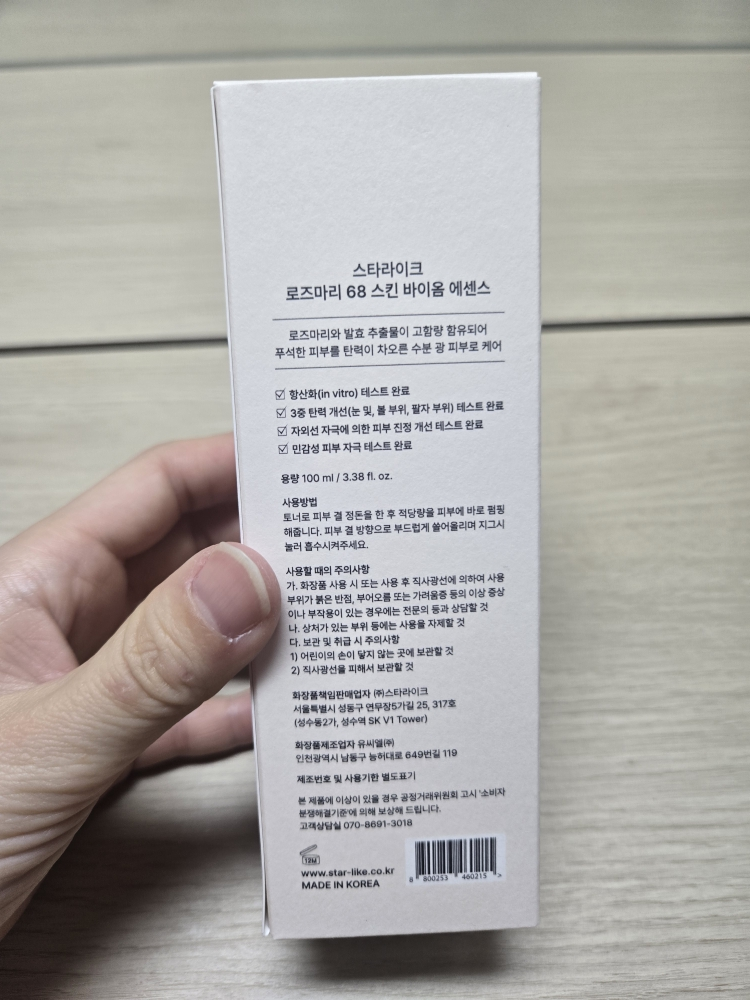 스타라이크
로즈마리 68 스킨 바이옴 에센스
로즈마리와 발효 추출물이 고함량 함유되어
푸석한 피부를 탄력이 차오른 수분 광 피부로 케어
☑ 항산화(in vitro) 테스트 완료
☑ 3중 탄력 개선(눈 밑, 볼 부위, 팔자 부위) 테스트 완료
☑ 자외선 자극에 의한 피부 진정 개선 테스트 완료
☑ 민감성 피부 자극 테스트 완료
용량 100 ml / 3.38 fl. oz.
사용방법
토너로 피부 결 정돈을 한 후 적당량을 피부에 바로 펌핑
해줍니다. 피부 결 방향으로 부드럽게 쓸어올리며 지그시
눌러 흡수시켜주세요.
사용할 때의 주의사항
가. 화장품 사용 시 또는 사용 후 직사광선에 의하여 사용
부위가 붉은 반점, 부어오름 또는 가려움증 등의 이상 증상
이나 부작용이 있는 경우에는 전문의 등과 상담할 것
나. 상처가 있는 부위 등에는 사용을 자제할 것
다. 보관 및 취급 시 주의사항
1) 어린이의 손이 닿지 않는 곳에 보관할 것
2) 직사광선을 피해서 보관할 것
화장품책임판매업자 ㈜스타라이크
서울특별시 성동구 연무장5가길 25, 317호
(성수동2가, 성수역 SK V1 Tower)
화장품제조업자 유씨엘㈜
인천광역시 남동구 능허대로 649번길 119
제조번호 및 사용기한 별도표기
본 제품에 이상이 있을 경우 공정거래위원회 고시 '소비자
분쟁해결기준'에 의해 보상해 드립니다.
고객상담실 070-8691-3018
12M
www.star-like.co.kr
MADE IN KOREA
8 800253 460215 >